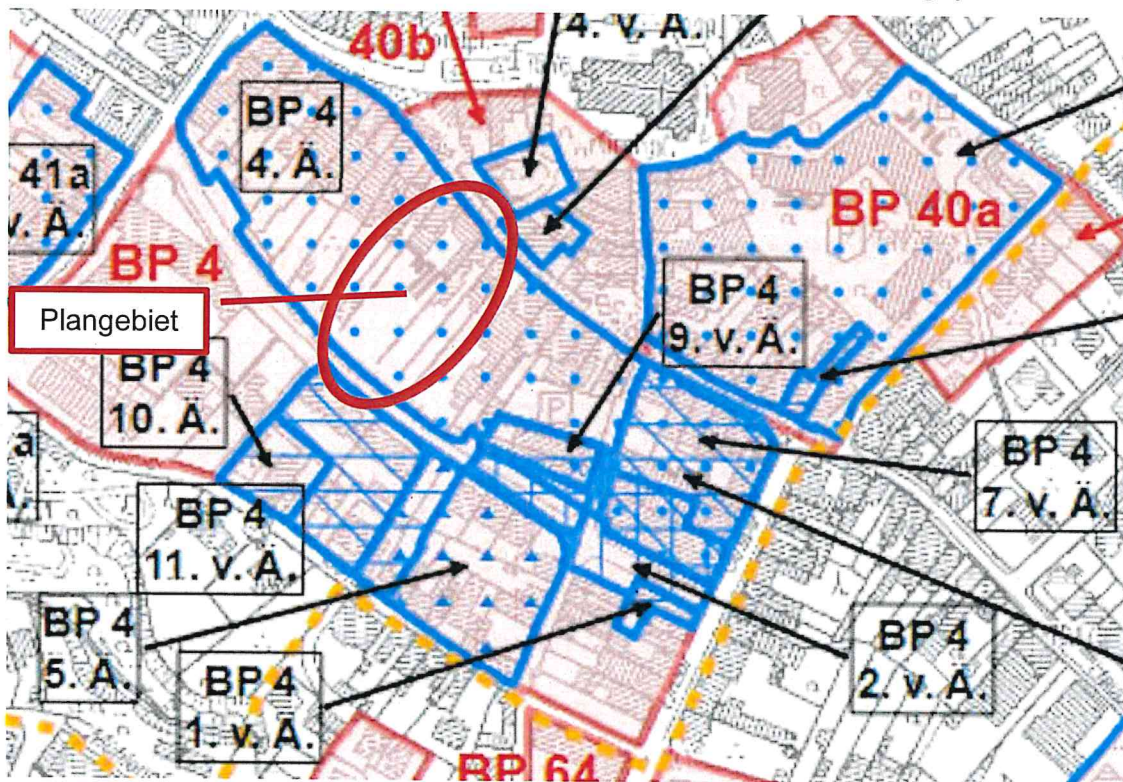 40b
4. v. Ä.
BP 4
4. Ä.
41a
v. Ä.
BP 40a
BP 4
BP 4
9. v. Ä.
Plangebiet
BP 4
10. Ä.
a
BP 4
7. v. Ä.
BP 4
11. v. Ä.
BP 4
5. Ä.
BP 4
2. v. Ä.
BP 4
1. v. Ä.
BP 64